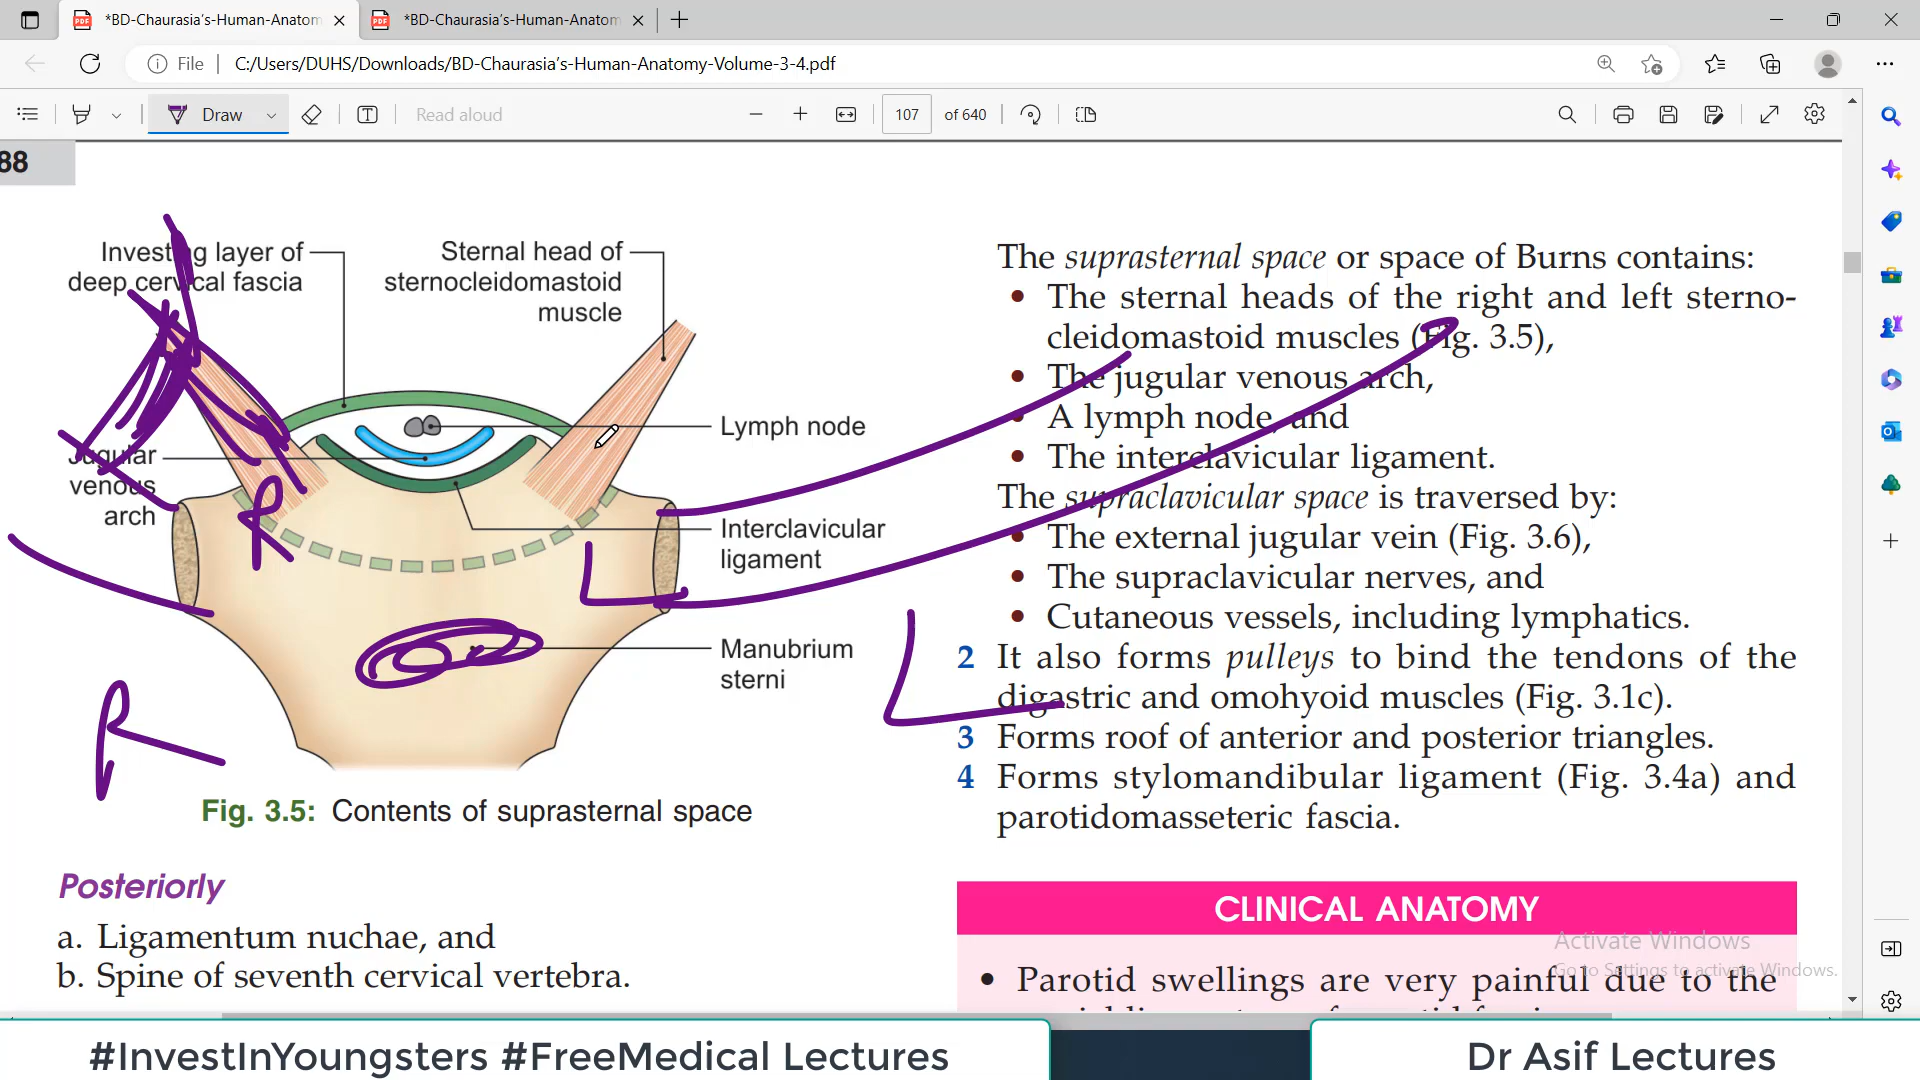 *BD-Chaurasia's-Human-Anatom
*BD-Chaurasia's-Human-Anatom
File
C:/Users/DUHS/Downloads/BD-Chaurasia's-Human-Anatomy-Volume-3-4.pdf
Draw
Read aloud
107 of 640
88
Investing layer of
deep cervical fascia
Sternal head of
sternocleidomastoid
muscle
Lymph node
Jugular
venous
arch
Interclavicular
ligament
Manubrium
sterni
R
L
R
L
Fig. 3.5: Contents of suprasternal space
Posteriorly
a. Ligamentum nuchae, and
b. Spine of seventh cervical vertebra.
The suprasternal space or space of Burns contains:
• The sternal heads of the right and left sterno-
cleidomastoid muscles (Fig. 3.5),
• The jugular venous arch,
• A lymph node, and
• The interclavicular ligament.
The supraclavicular space is traversed by:
• The external jugular vein (Fig. 3.6),
• The supraclavicular nerves, and
• Cutaneous vessels, including lymphatics.
2 It also forms pulleys to bind the tendons of the
digastric and omohyoid muscles (Fig. 3.1c).
3 Forms roof of anterior and posterior triangles.
4 Forms stylomandibular ligament (Fig. 3.4a) and
parotidomasseteric fascia.
CLINICAL ANATOMY
• Parotid swellings are very painful due to the
Activate Windows
Go to Settings to activate Windows.
#InvestInYoungsters #FreeMedical Lectures
Dr Asif Lectures